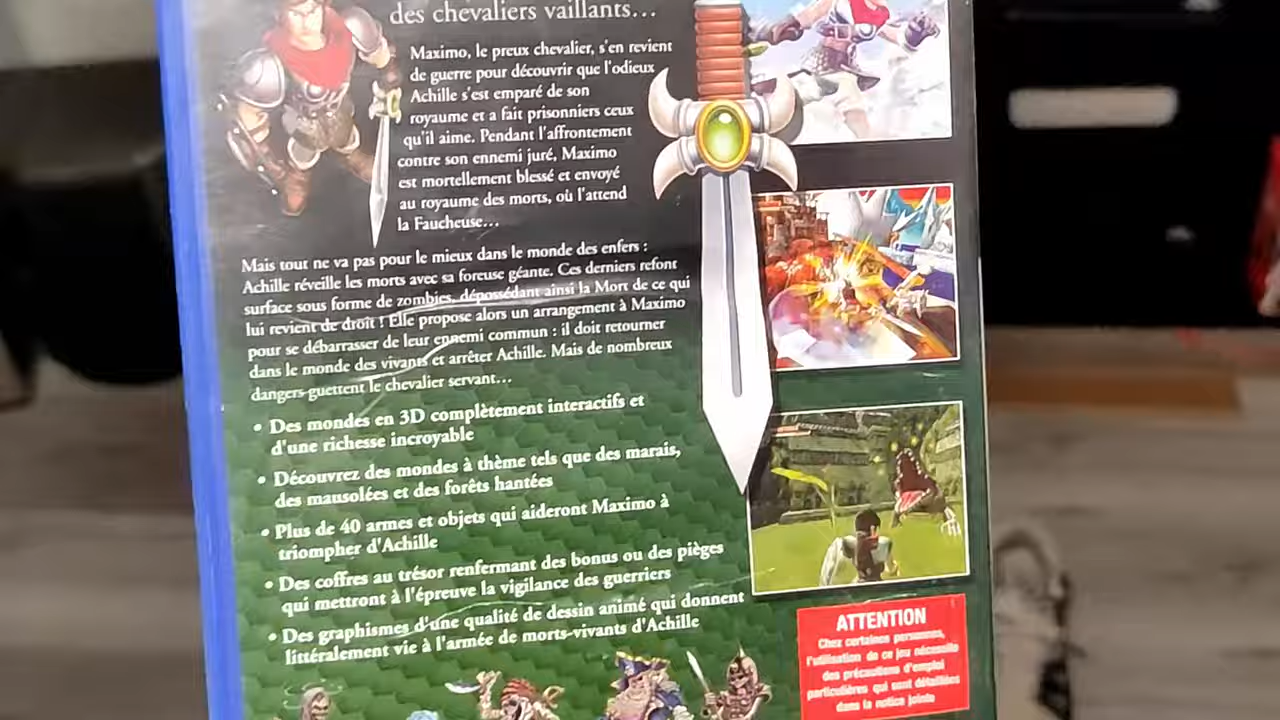 des chevaliers vaillants...
Maximo, le preux chevalier, s'en revient
de guerre pour découvrir que l'odieux
Achille s'est emparé de son
royaume et a fait prisonniers ceux
qu'il aime. Pendant l'affrontement
contre son ennemi juré, Maximo
est mortellement blessé et envoyé
au royaume des morts, où l'attend
la Faucheuse...
Mais tout ne va pas pour le mieux dans le monde des enfers :
Achille réveille les morts avec sa foreuse géante. Ces derniers refont
surface sous forme de zombies, dépossédant ainsi la Mort de ce qui
lui revient de droit ! Elle propose alors un arrangement à Maximo
pour se débarrasser de leur ennemi commun : il doit retourner
dans le monde des vivants et arrêter Achille. Mais de nombreux
dangers guettent le chevalier servant...
• Des mondes en 3D complètement interactifs et
d'une richesse incroyable
• Découvrez des mondes à thème tels que des marais,
des mausolées et des forêts hantées
• Plus de 40 armes et objets qui aideront Maximo à
triompher d'Achille
• Des coffres au trésor renfermant des bonus ou des pièges
qui mettront à l'épreuve la vigilance des guerriers
• Des graphismes d'une qualité de dessin animé qui donnent
littéralement vie à l'armée de morts-vivants d'Achille
ATTENTION
Chez certaines personnes,
l'utilisation de ce jeu nécessite
des précautions d'emploi
particulières qui sont détaillées
dans la notice jointe